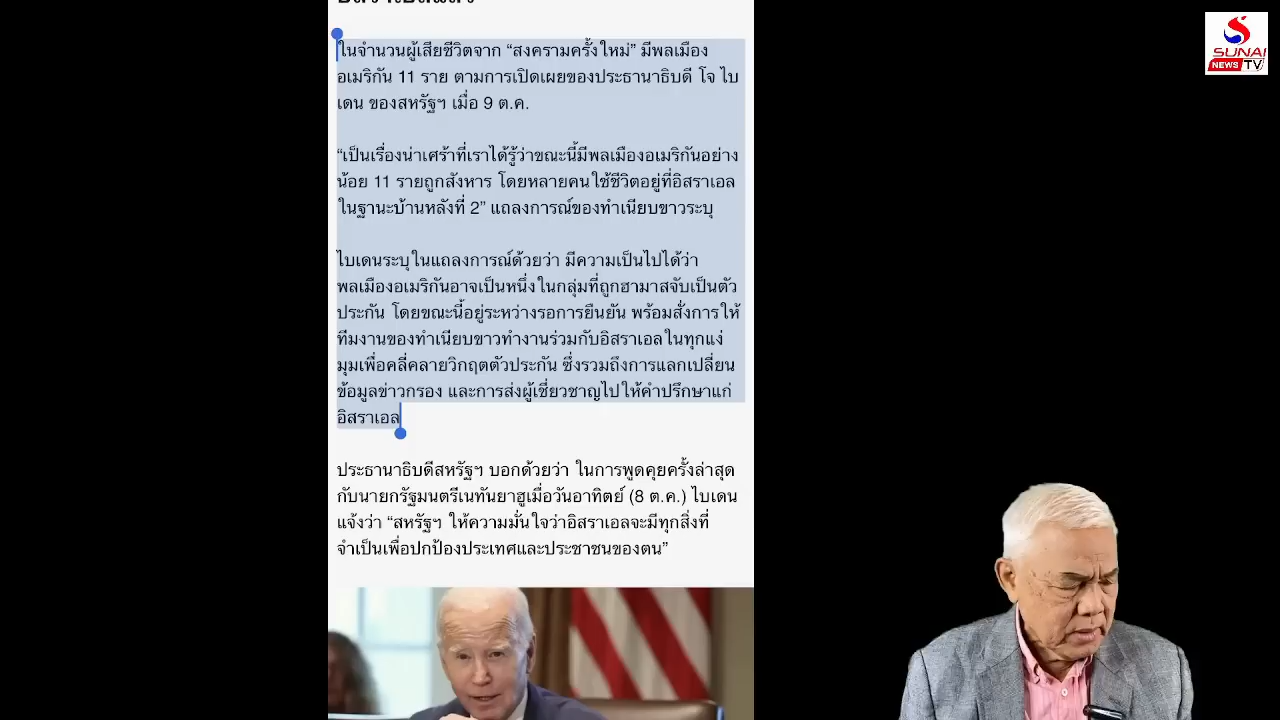 ในจำนวนผู้เสียชีวิตจาก “สงครามครั้งใหม่” มีพลเมือง
อเมริกัน 11 ราย ตามการเปิดเผยของประธานาธิบดี โจ ไบ
เดน ของสหรัฐฯ เมื่อ 9 ต.ค.
“เป็นเรื่องน่าเศร้าที่เราได้รู้ว่าขณะนี้มีพลเมืองอเมริกันอย่าง
น้อย 11 รายถูกสังหาร โดยหลายคนใช้ชีวิตอยู่ที่อิสราเอล
ในฐานะบ้านหลังที่ 2” แถลงการณ์ของทำเนียบขาวระบุ
ไบเดนระบุในแถลงการณ์ด้วยว่า มีความเป็นไปได้ว่า
พลเมืองอเมริกันอาจเป็นหนึ่งในกลุ่มที่ถูกฮามาสจับเป็นตัว
ประกัน โดยขณะนี้อยู่ระหว่างรอการยืนยัน พร้อมสั่งการให้
ทีมงานของทำเนียบขาวทำงานร่วมกับอิสราเอลในทุกแง่
มุมเพื่อคลี่คลายวิกฤตตัวประกัน ซึ่งรวมถึงการแลกเปลี่ยน
ข้อมูลข่าวกรอง และการส่งผู้เชี่ยวชาญไปให้คำปรึกษาแก่
อิสราเอล
ประธานาธิบดีสหรัฐฯ บอกด้วยว่า ในการพูดคุยครั้งล่าสุด
กับนายกรัฐมนตรีเนทันยาฮูเมื่อวันอาทิตย์ (8 ต.ค.) ไบเดน
แจ้งว่า “สหรัฐฯ ให้ความมั่นใจว่าอิสราเอลจะมีทุกสิ่งที่
จำเป็นเพื่อปกป้องประเทศและประชาชนของตน”
SUNAI
NEWS TV